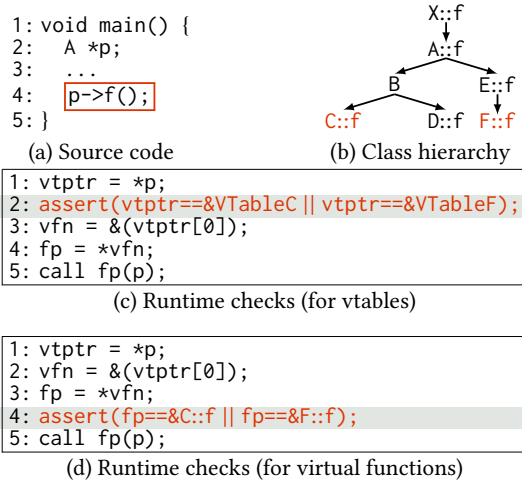 1: void main() {
2:   A *p;
3:   ...
4:   p->f();
5: }
(a) Source code
X::f
A::f
B E::f
C::f D::f F::f
(b) Class hierarchy
1: vtptr = *p;
2: assert(vtptr==&VTableC || vtptr==&VTableF);
3: vfn = &(vtptr[0]);
4: fp = *vfn;
5: call fp(p);
(c) Runtime checks (for vtables)
1: vtptr = *p;
2: vfn = &(vtptr[0]);
3: fp = *vfn;
4: assert(fp==&C::f || fp==&F::f);
5: call fp(p);
(d) Runtime checks (for virtual functions)